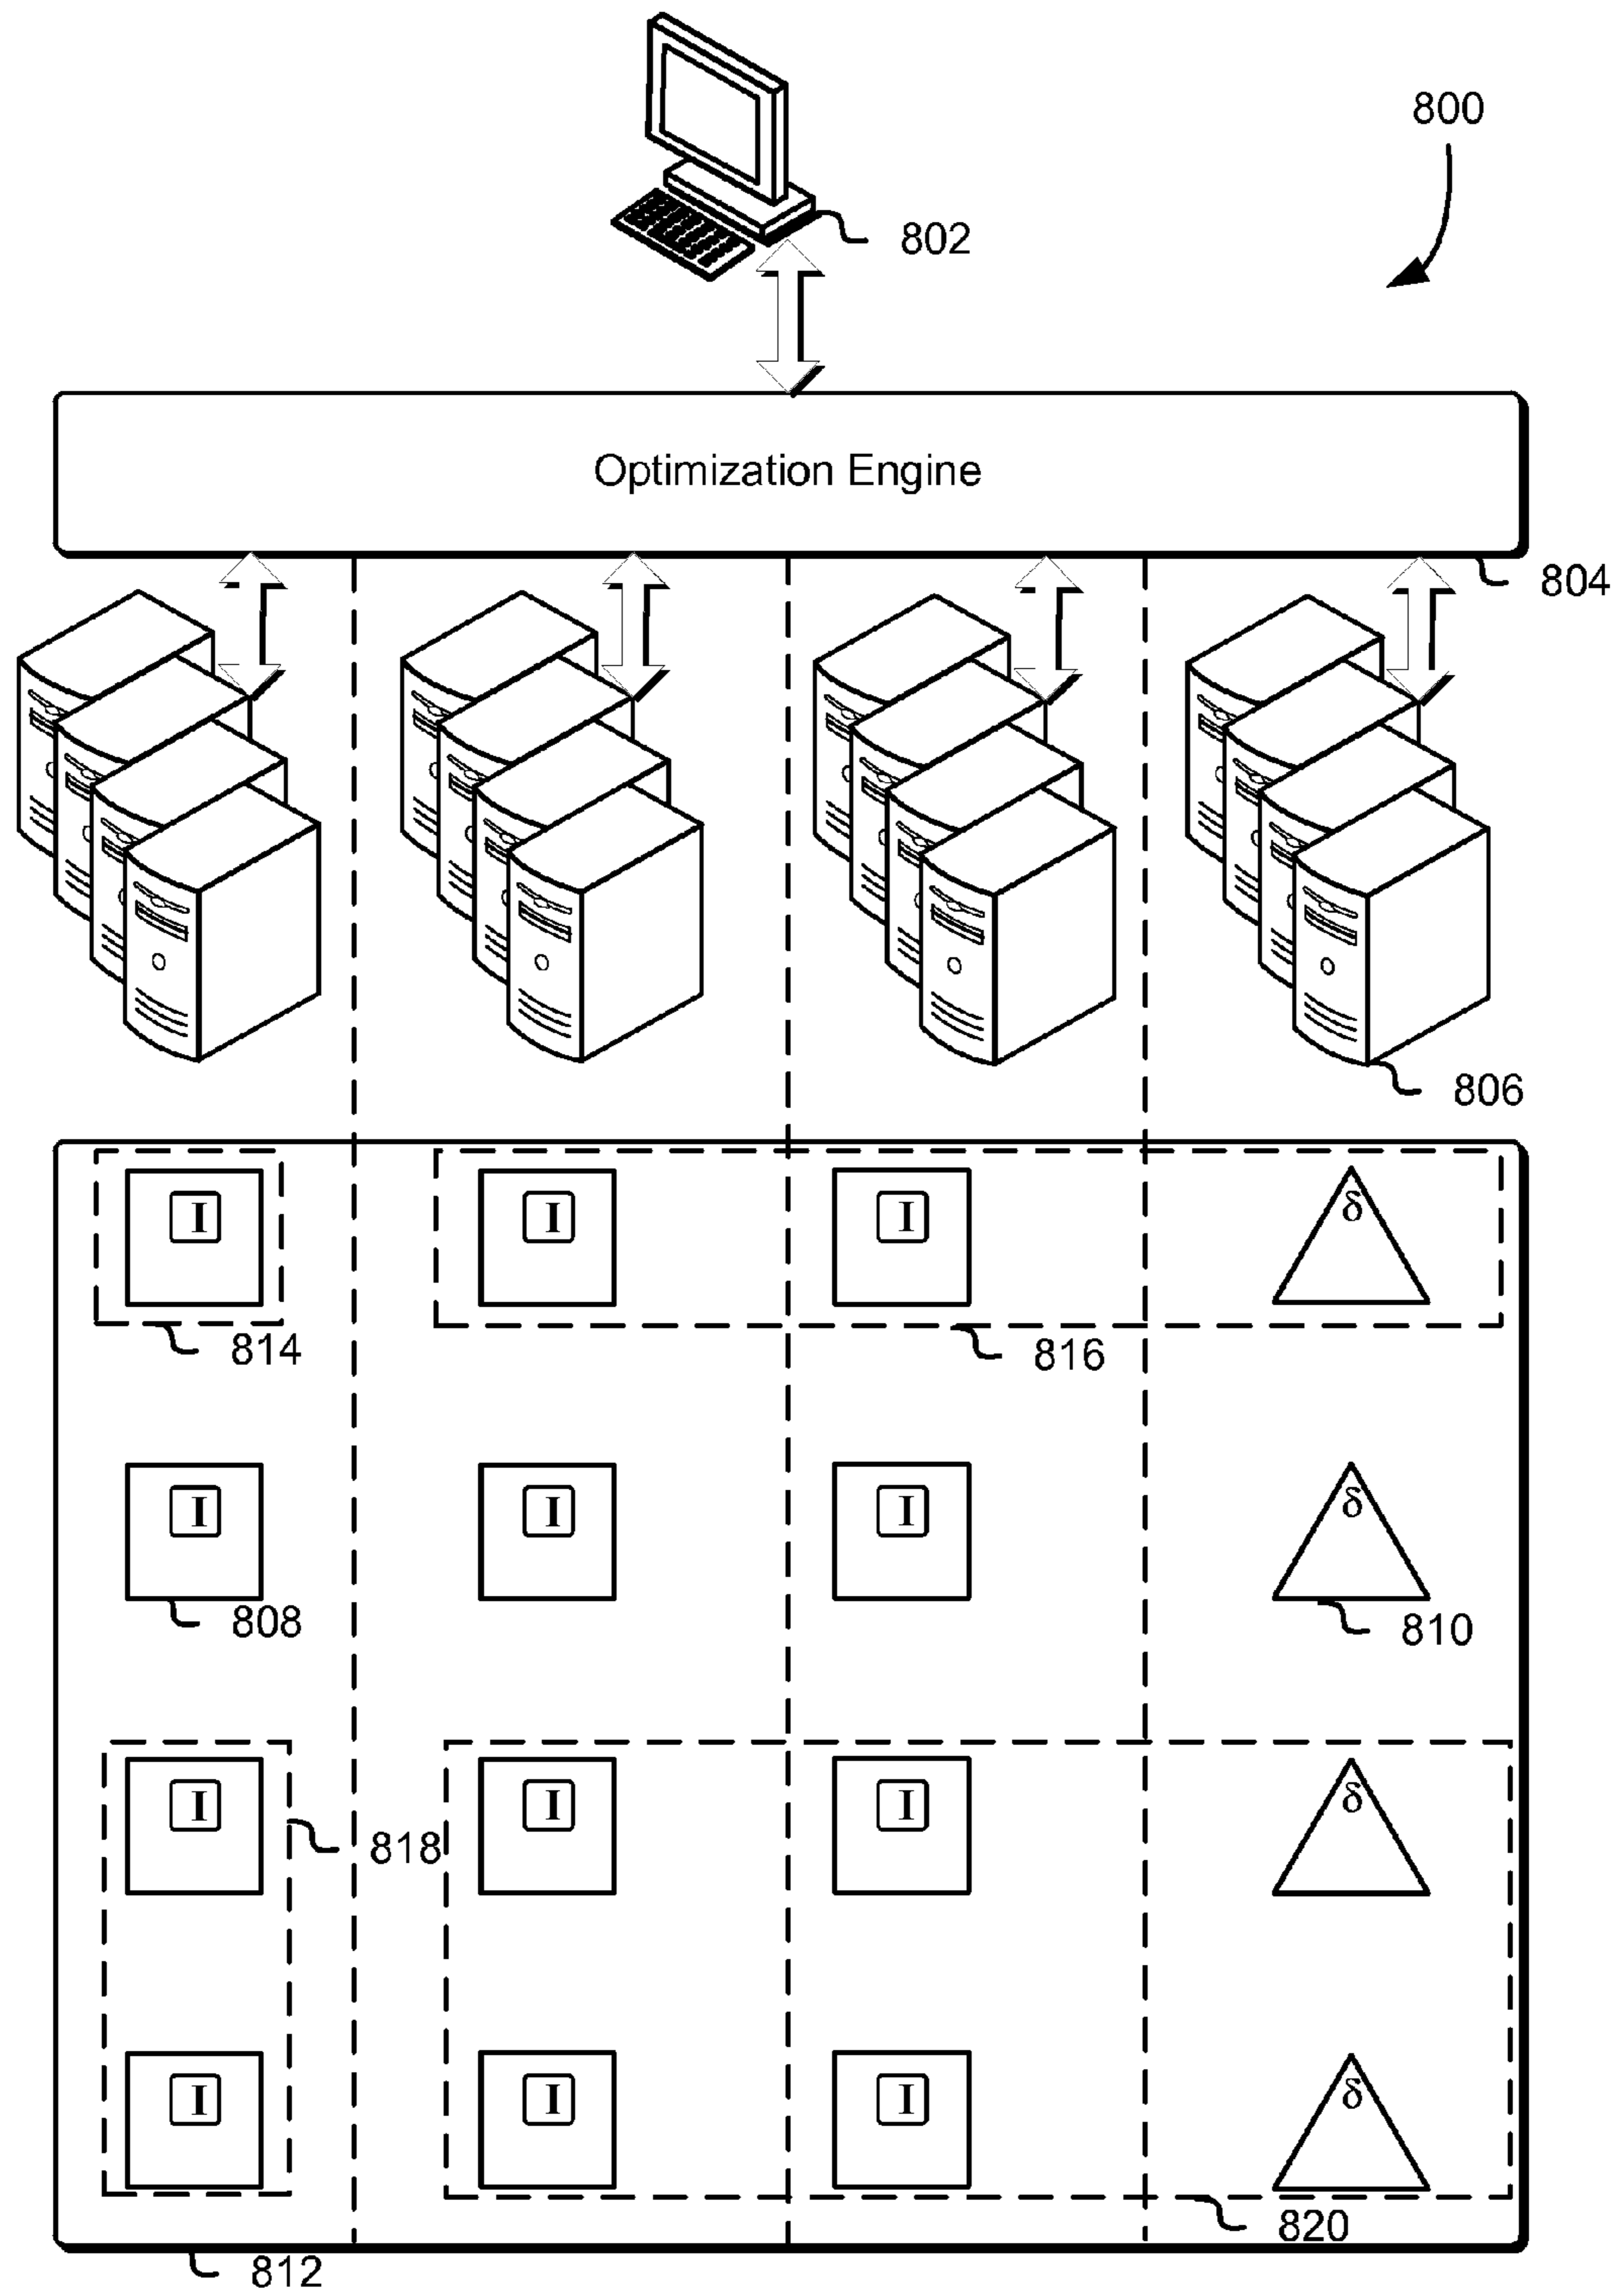 800
802
Optimization Engine
804
806
I I I δ
814 816
I I I δ
808 810
I I I δ
818
I I I δ
820
812